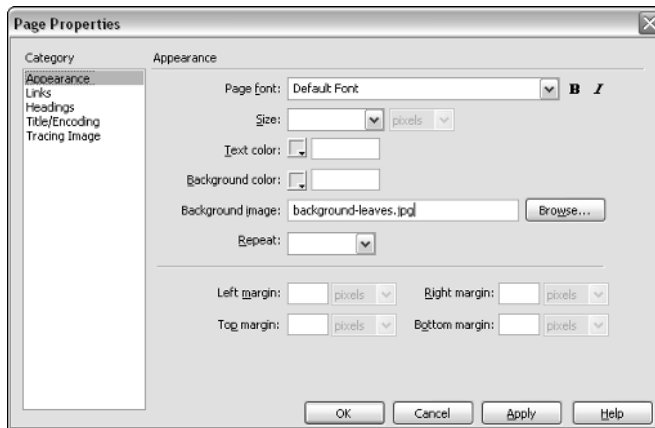 Page Properties
Category
Appearance
Links
Headings
Title/Encoding
Tracing Image
Appearance
Page font: Default Font B I
Size: pixels
Text color:
Background color:
Background image: background-leaves.jpg Browse...
Repeat:
Left margin: pixels Right margin: pixels
Top margin: pixels Bottom margin: pixels
OK Cancel Apply Help